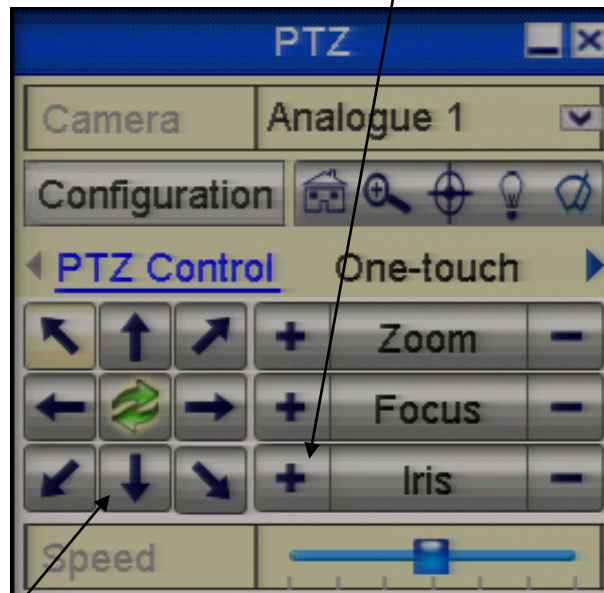 PTZ
Camera Analogue 1
Configuration
PTZ Control One-touch
+ Zoom −
+ Focus −
+ Iris −
Speed